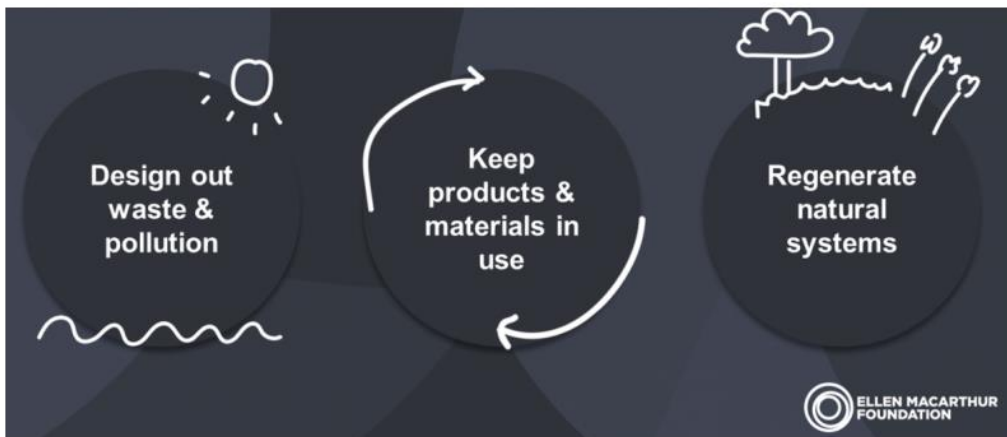 Design out
waste &
pollution
Keep
products &
materials in
use
Regenerate
natural
systems
ELLEN MACARTHUR
FOUNDATION